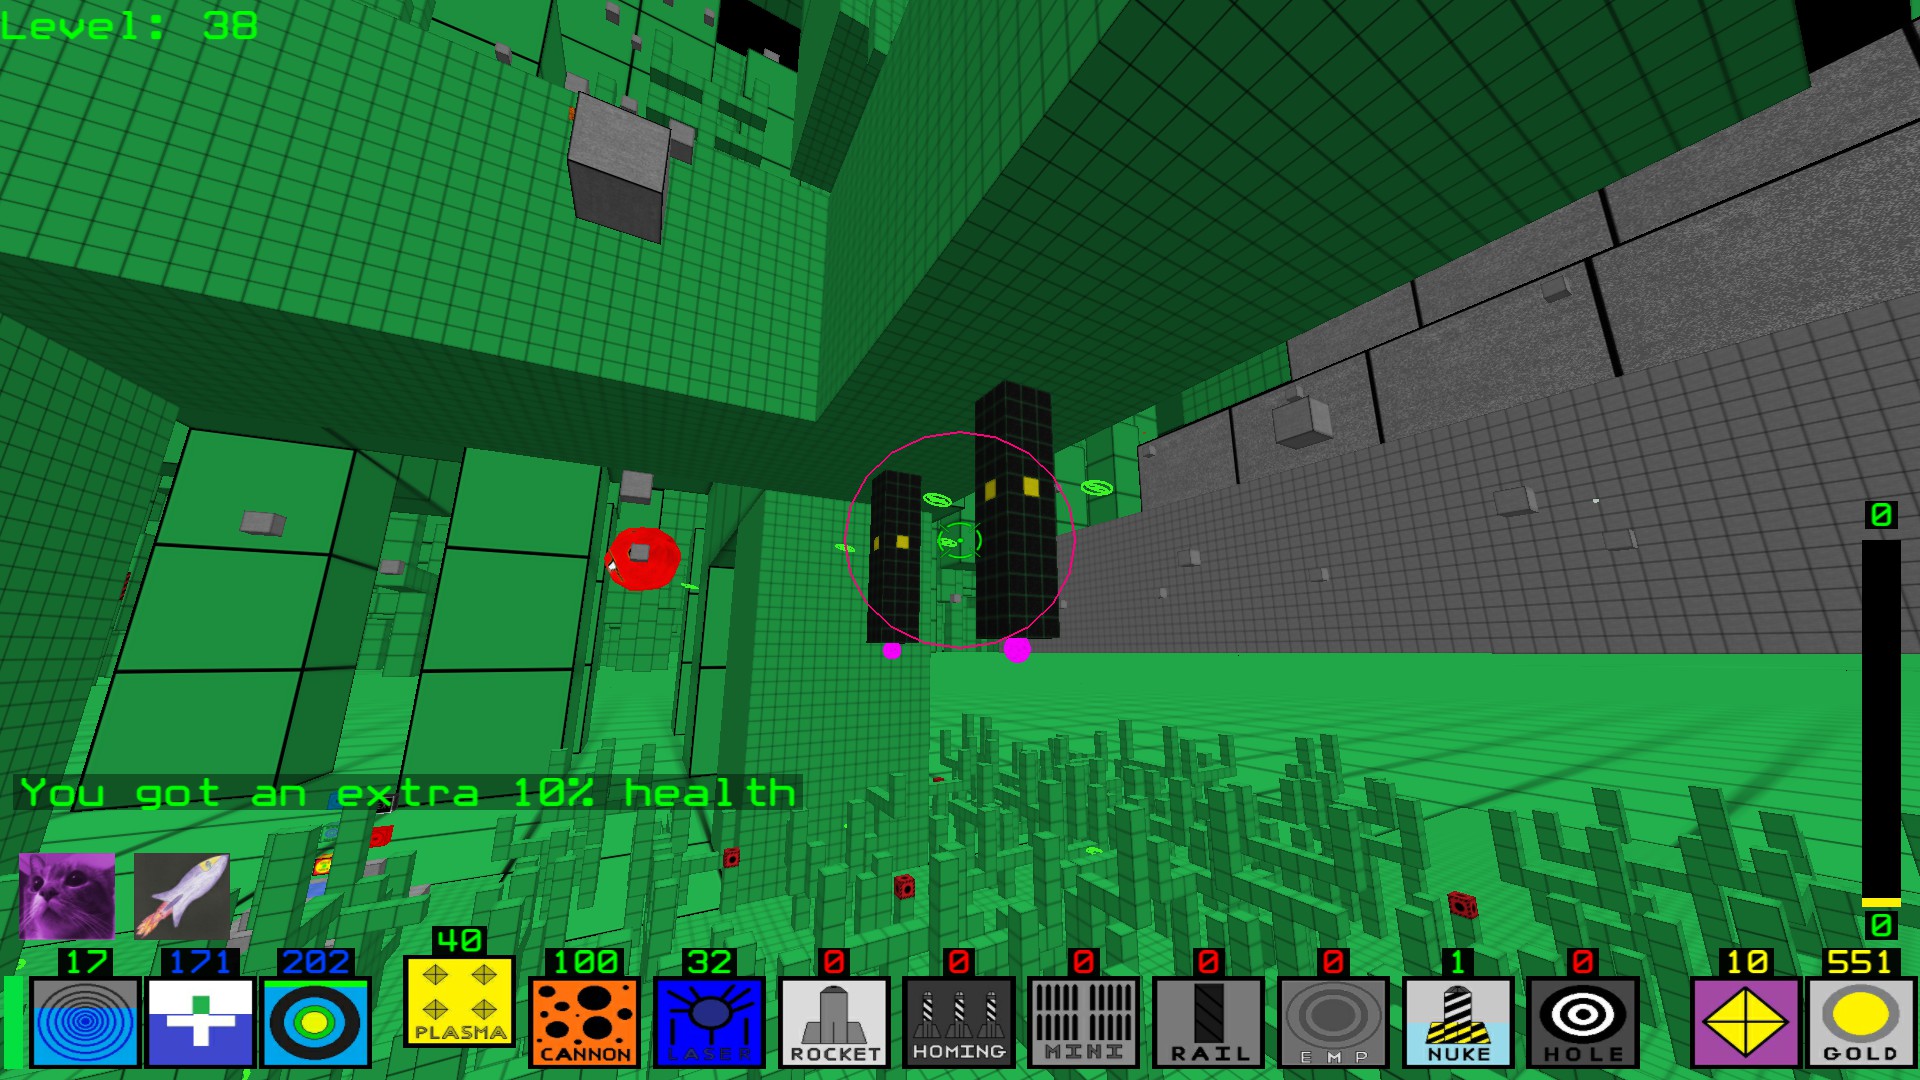 Level: 38
0
You got an extra 10% health
0
40
17 171 202 100 32 0 0 0 0 0 1 0 10 551
PLASMA CANNON LASER ROCKET HOMING MINI RAIL EMP NUKE HOLE GOLD